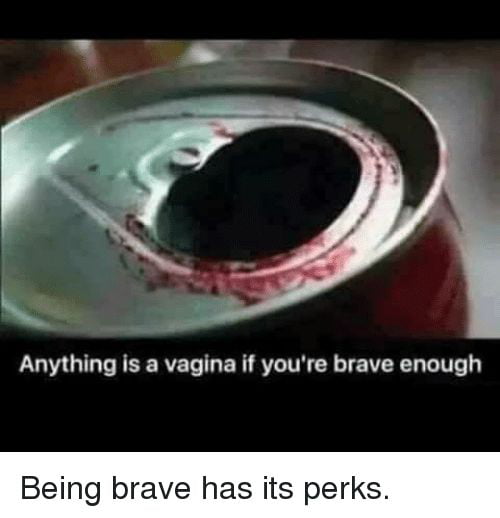 Anything is a vagina if you're brave enough
Being brave has its perks.